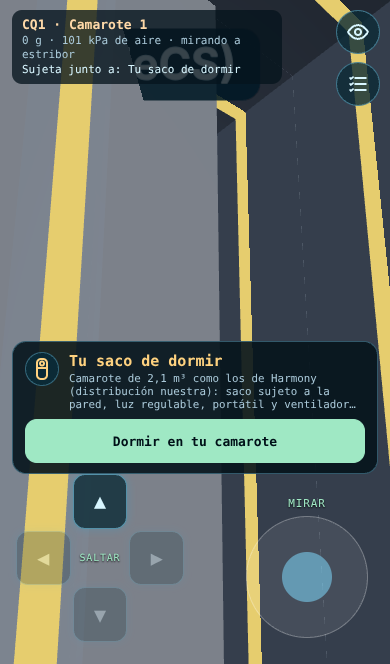 CQ1 · Camarote 1
0 g · 101 kPa de aire · mirando a
estribor
Sujeta junto a: Tu saco de dormir
eCS)
Tu saco de dormir
Camarote de 2,1 m³ como los de Harmony
(distribución nuestra): saco sujeto a la
pared, luz regulable, portátil y ventilador…
Dormir en tu camarote
▲
MIRAR
◀ SALTAR ▶
▼